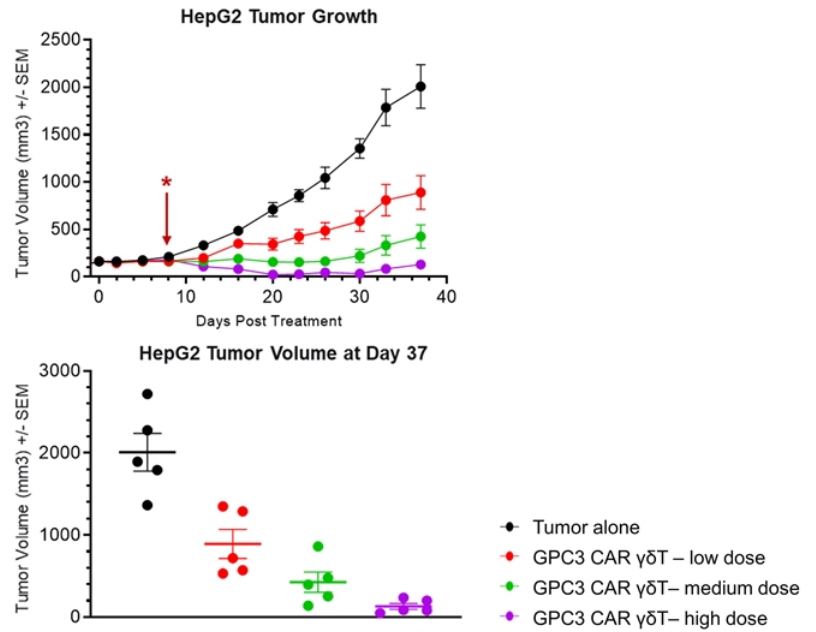 HepG2 Tumor Growth
Tumor Volume (mm3) +/- SEM
2500
2000
1500
1000
500
0
*
0
10
20
30
40
Days Post Treatment
HepG2 Tumor Volume at Day 37
Tumor Volume (mm3) +/- SEM
3000
2000
1000
0
Tumor alone
GPC3 CAR γδT – low dose
GPC3 CAR γδT– medium dose
GPC3 CAR γδT– high dose